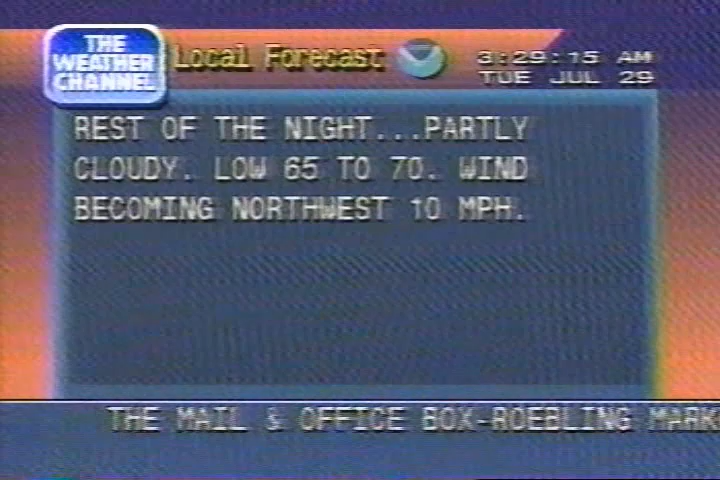 THE
WEATHER
CHANNEL
Local Forecast
3:29:15 AM
TUE JUL 29
REST OF THE NIGHT...PARTLY
CLOUDY. LOW 65 TO 70. WIND
BECOMING NORTHWEST 10 MPH.
THE MAIL & OFFICE BOX-ROEBLING MARK